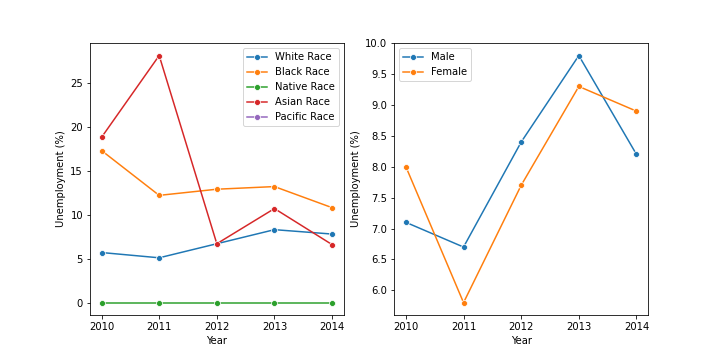 White Race
Black Race
Native Race
Asian Race
Pacific Race
Unemployment (%)
25
20
15
10
5
0
2010 2011 2012 2013 2014
Year
Male
Female
Unemployment (%)
10.0
9.5
9.0
8.5
8.0
7.5
7.0
6.5
6.0
2010 2011 2012 2013 2014
Year